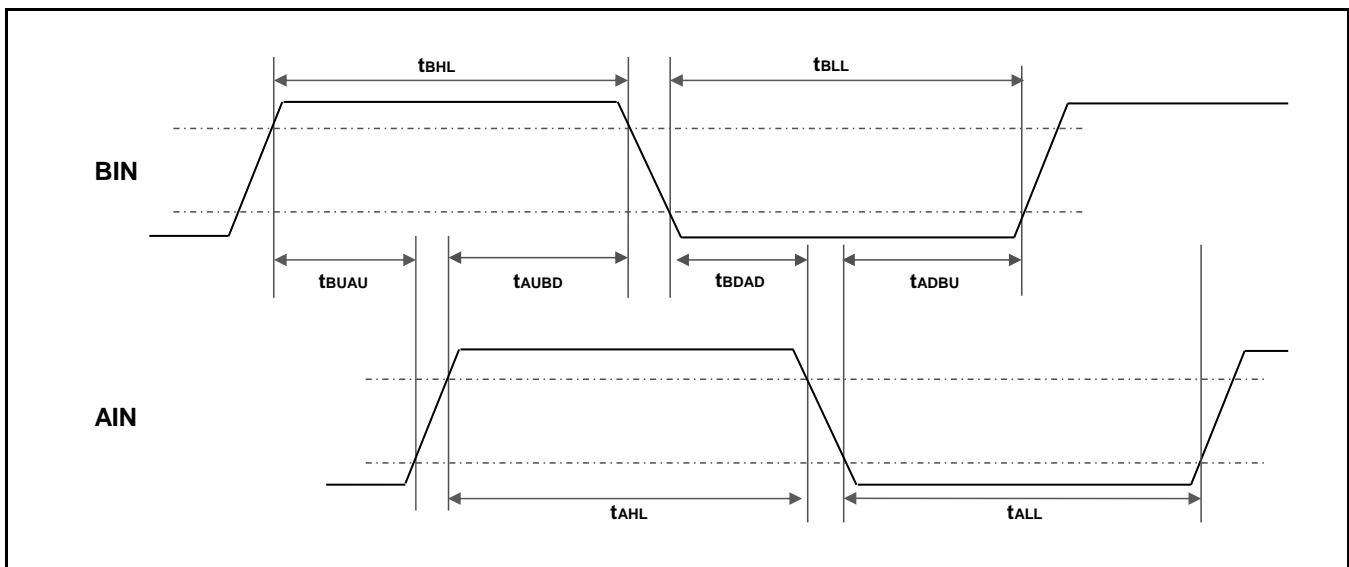 tBHL
tBLL
BIN
tBUAU
tAUBD
tBDAD
tADBU
AIN
tAHL
tALL